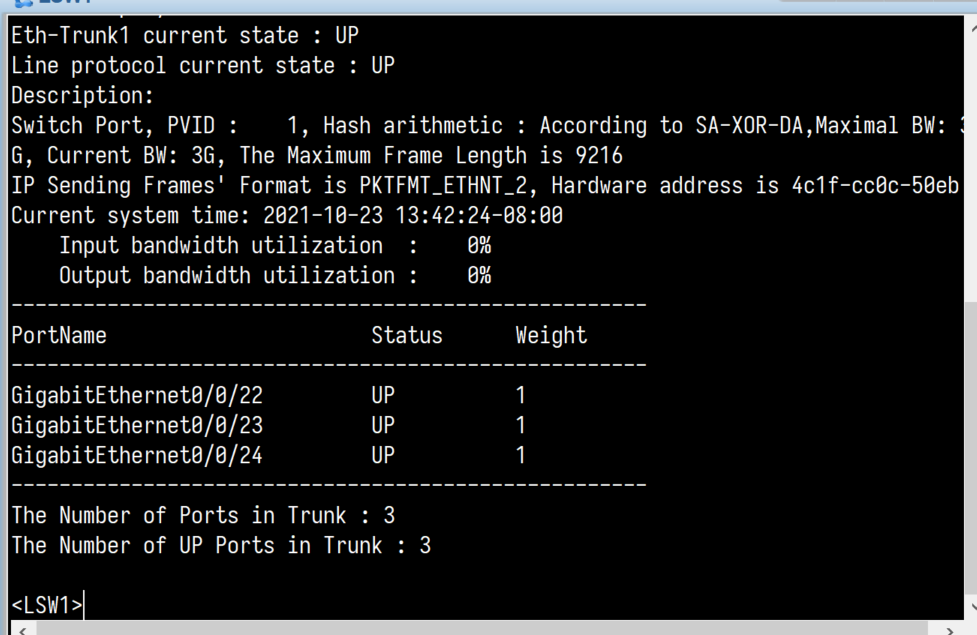 LSW1
Eth-Trunk1 current state : UP
Line protocol current state : UP
Description:
Switch Port, PVID :    1, Hash arithmetic : According to SA-XOR-DA,Maximal BW:
G, Current BW: 3G, The Maximum Frame Length is 9216
IP Sending Frames' Format is PKTFMT_ETHNT_2, Hardware address is 4c1f-cc0c-50eb
Current system time: 2021-10-23 13:42:24-08:00
    Input bandwidth utilization  :    0%
    Output bandwidth utilization :    0%
-----------------------------------------------------
PortName                      Status      Weight
-----------------------------------------------------
GigabitEthernet0/0/22         UP          1
GigabitEthernet0/0/23         UP          1
GigabitEthernet0/0/24         UP          1
-----------------------------------------------------
The Number of Ports in Trunk : 3
The Number of UP Ports in Trunk : 3
<LSW1>